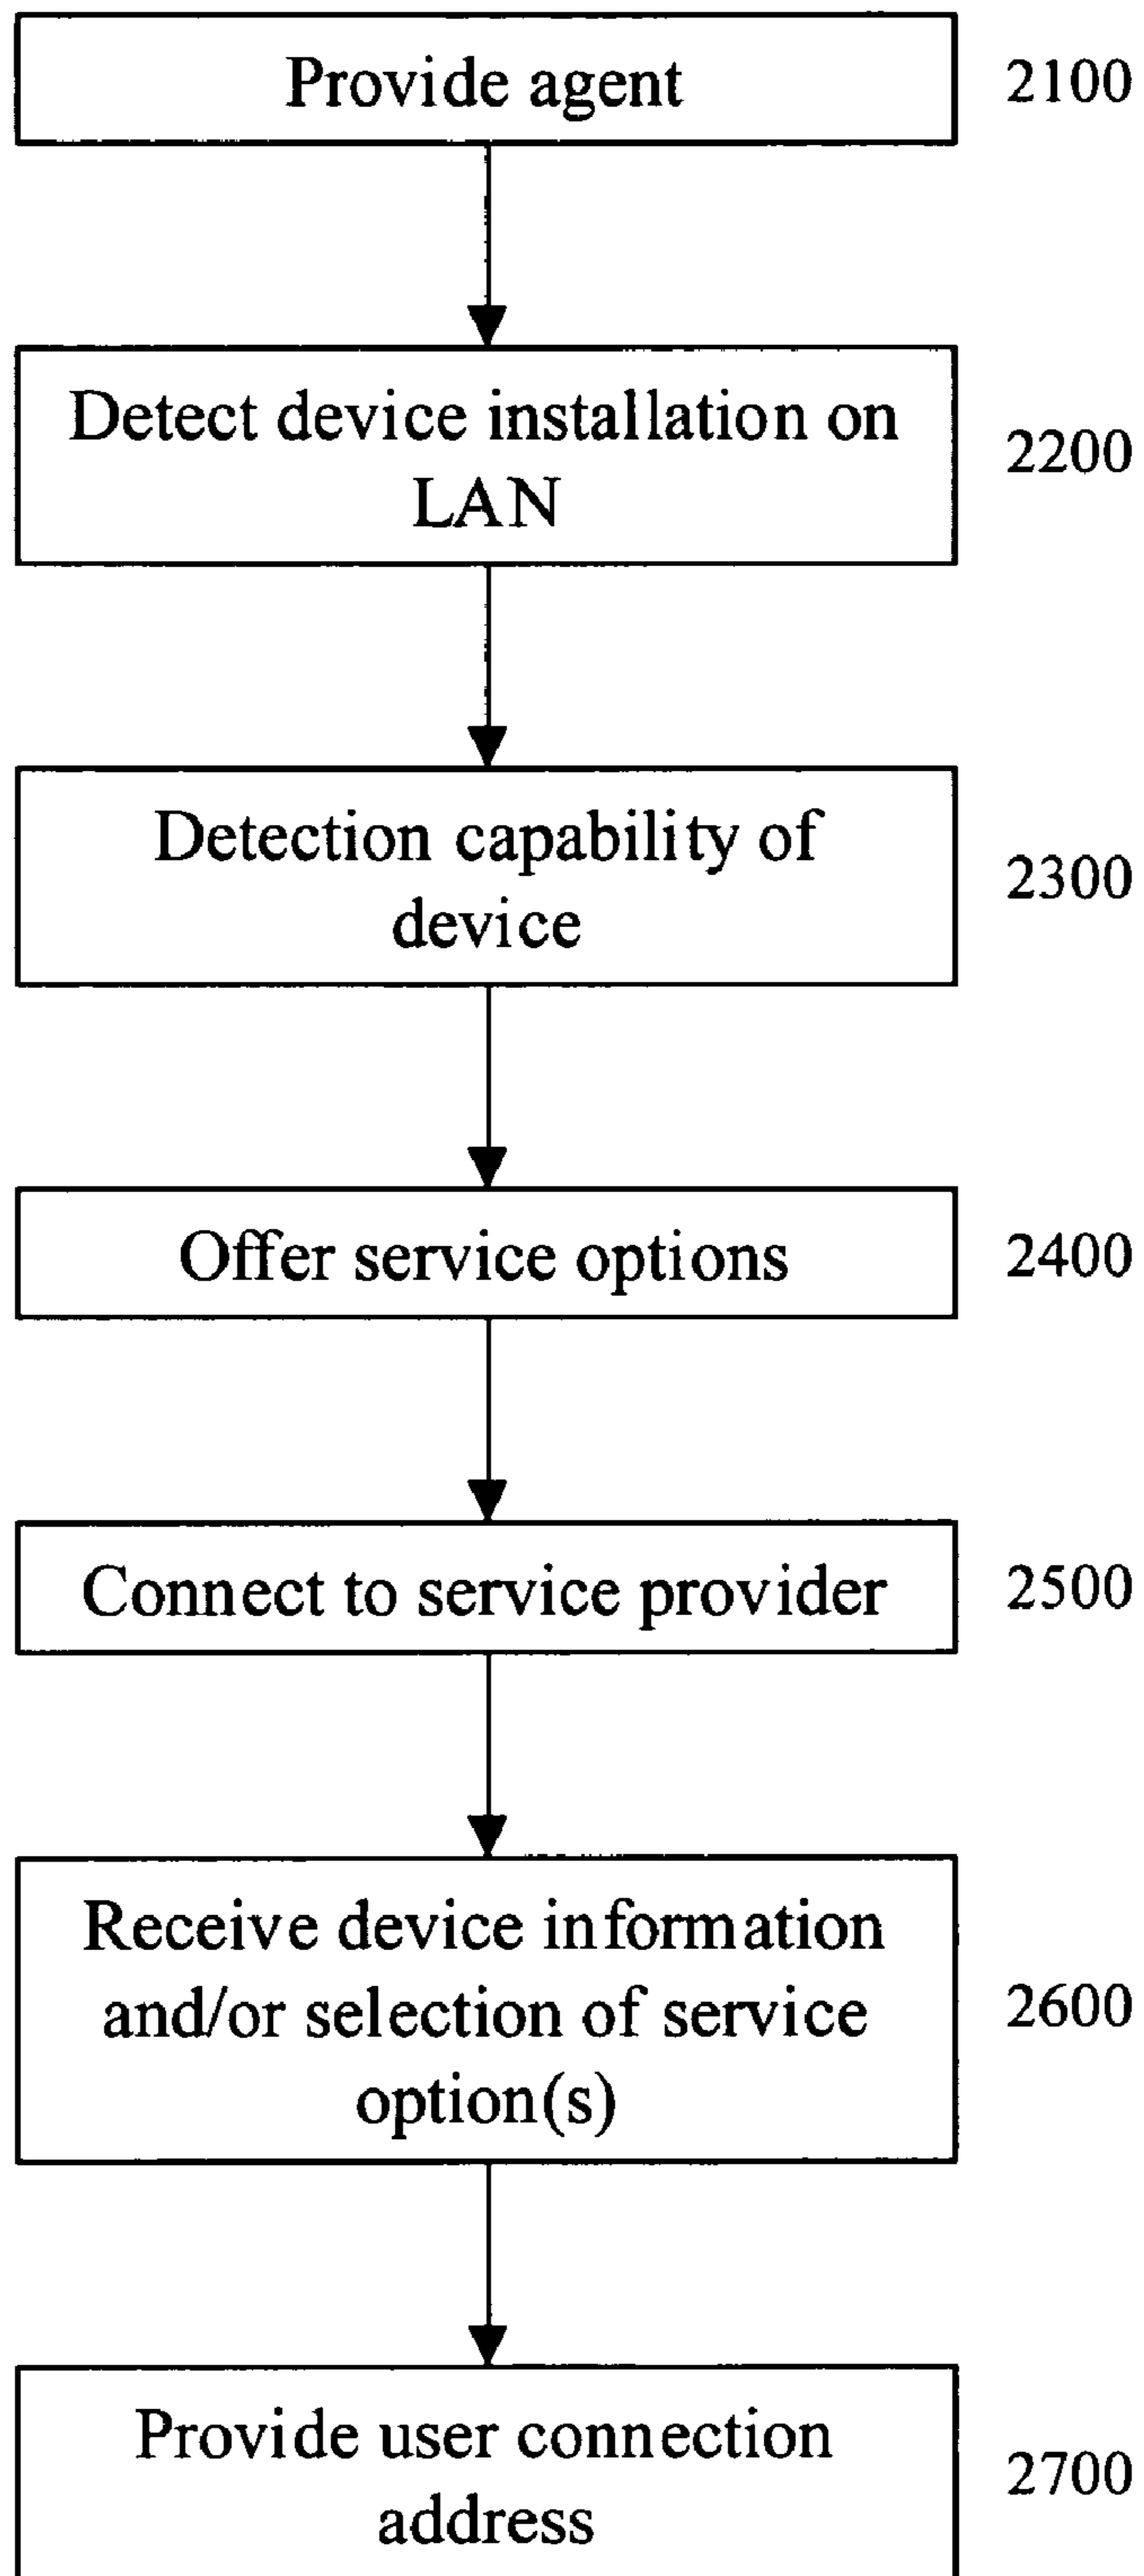 Provide agent 2100
Detect device installation on 2200
LAN
Detection capability of 2300
device
Offer service options 2400
Connect to service provider 2500
Receive device information
and/or selection of service 2600
option(s)
Provide user connection 2700
address